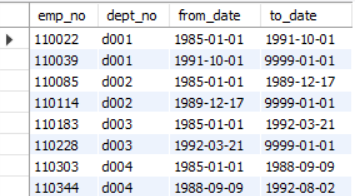 emp_no dept_no from_date to_date
110022 d001 1985-01-01 1991-10-01
110039 d001 1991-10-01 9999-01-01
110085 d002 1985-01-01 1989-12-17
110114 d002 1989-12-17 9999-01-01
110183 d003 1985-01-01 1992-03-21
110228 d003 1992-03-21 9999-01-01
110303 d004 1985-01-01 1988-09-09
110344 d004 1988-09-09 1992-08-02